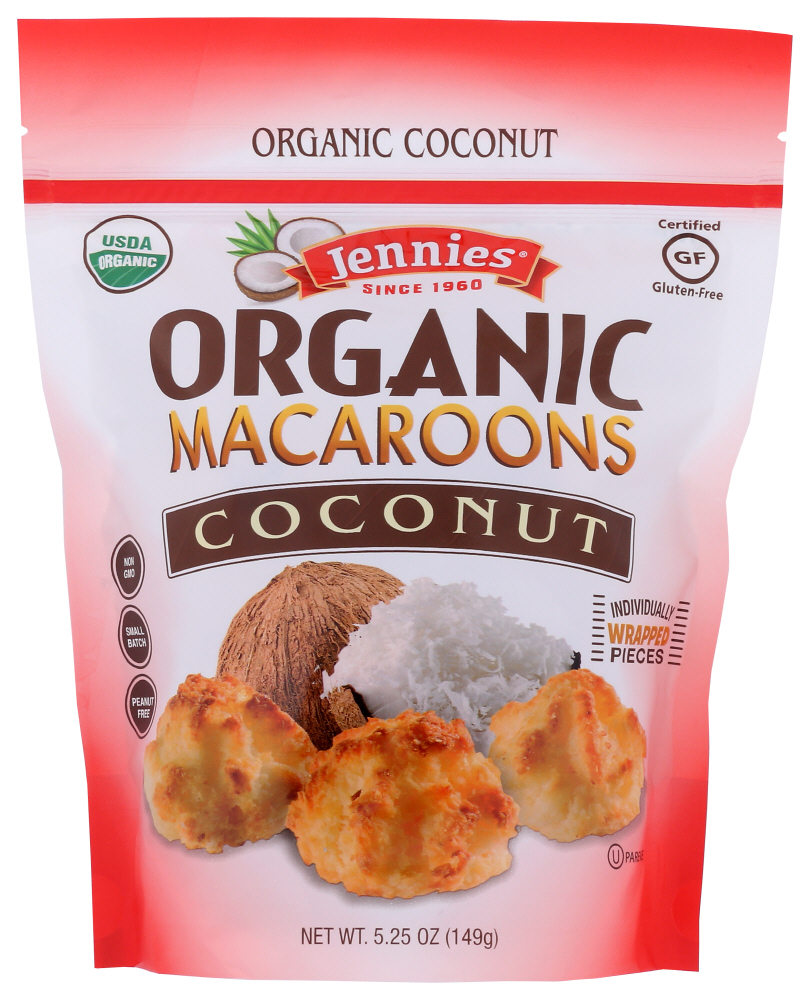 ORGANIC COCONUT
USDA
ORGANIC
Jennies®
SINCE 1960
Certified
GF
Gluten-Free
ORGANIC
MACAROONS
COCONUT
NON
GMO
SMALL
BATCH
PEANUT
FREE
INDIVIDUALLY
WRAPPED
PIECES
U
NET WT. 5.25 OZ (149g)